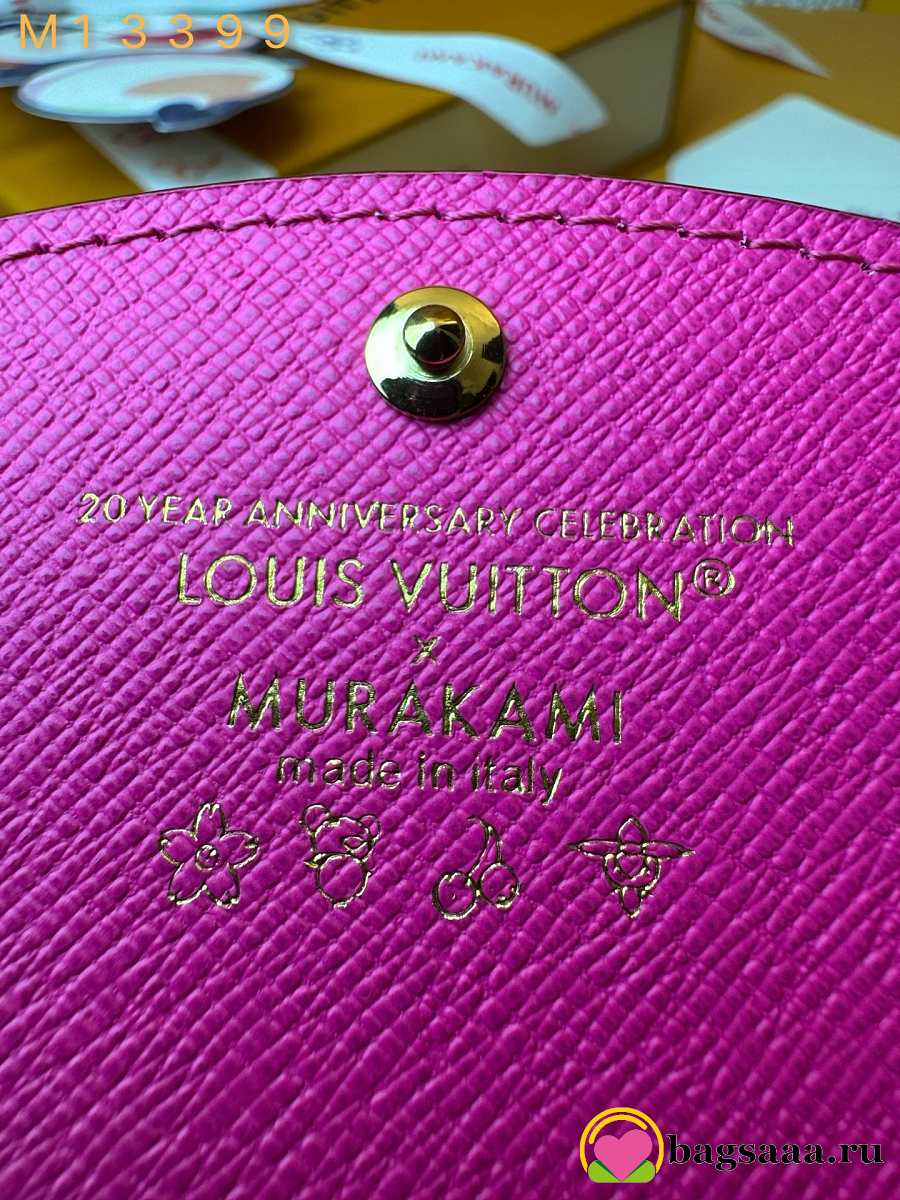 M13399
20 YEAR ANNIVERSARY CELEBRATION
LOUIS VUITTON®
x
MURAKAMI
made in italy
bagsaaa.ru